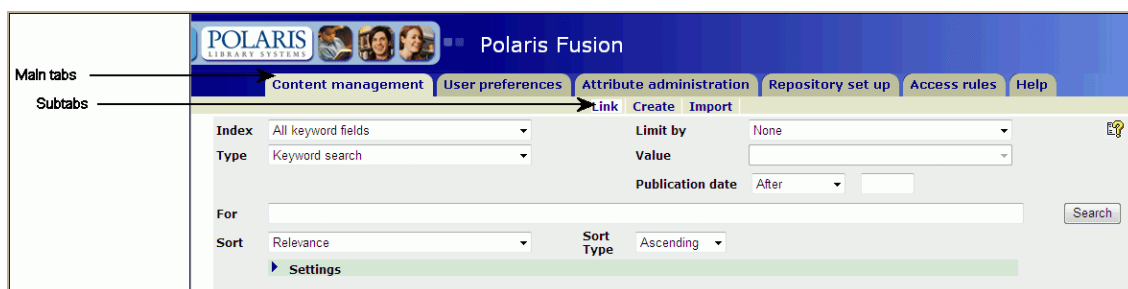 POLARIS
LIBRARY SYSTEMS
Polaris Fusion
Main tabs
Content management User preferences Attribute administration Repository set up Access rules Help
Subtabs
Link Create Import
Index All keyword fields Limit by None
Type Keyword search Value
Publication date After
For Search
Sort Relevance Sort Type Ascending
Settings